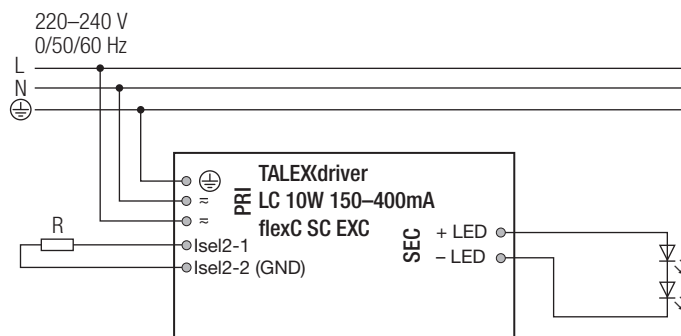 220–240 V
0/50/60 Hz
L
N
TALEXXdriver
LC 10W 150–400mA
flexC SC EXC
PRI
≂
≂
R
Isel2-1
Isel2-2 (GND)
SEC
+ LED
– LED